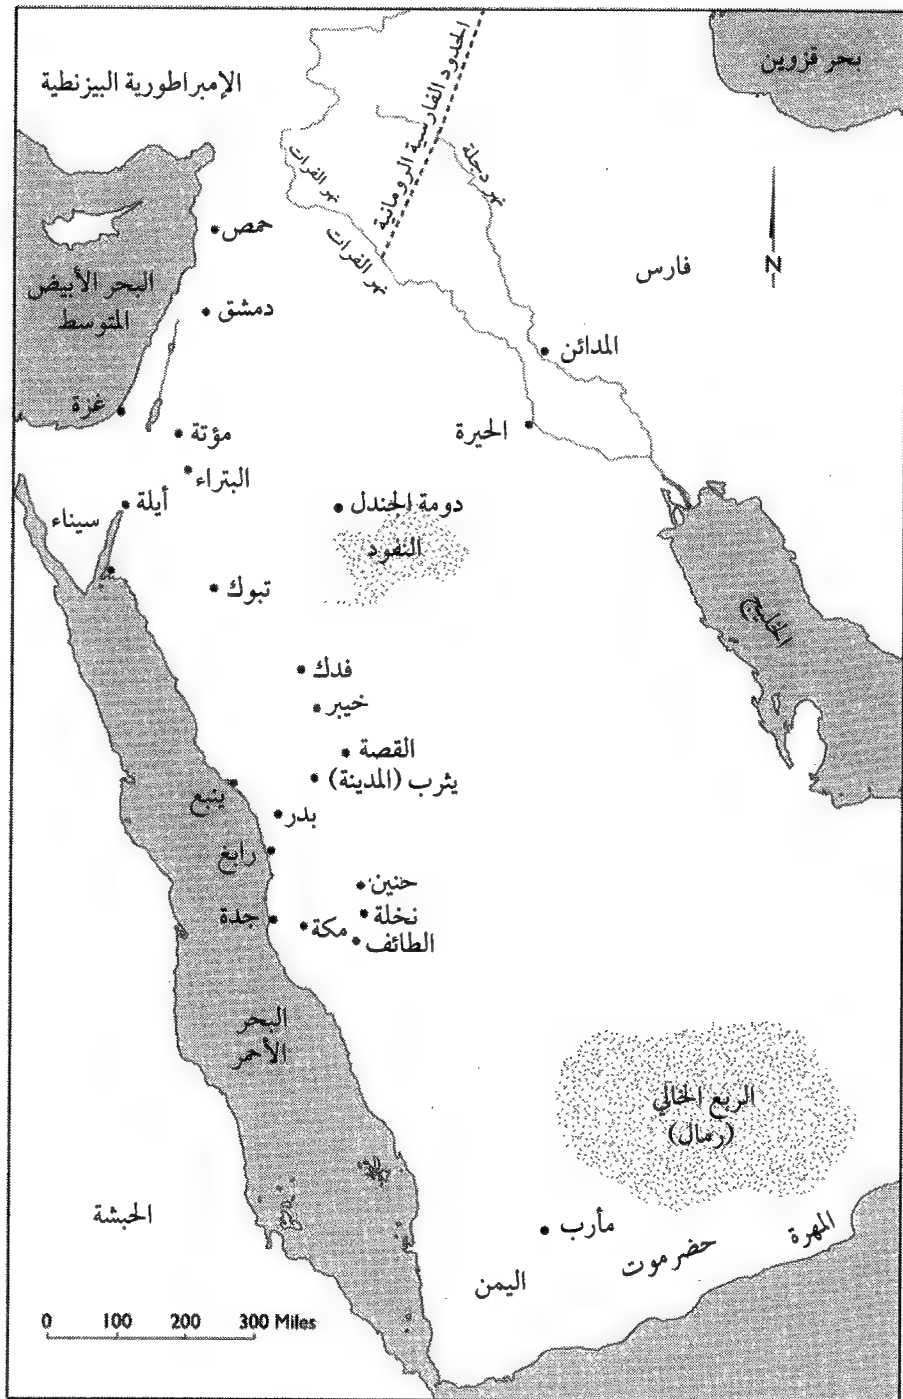 الإمبراطورية البيزنطية
الحدود الفارسية الرومانية
بحر قزوين
نهر الفرات
نهر دجلة
نهر الفرات
حمص
فارس
N
البحر الأبيض
المتوسط
دمشق
المدائن
غزة
مؤتة
الحيرة
البتراء
سيناء
أيلة
دومة الجندل
النفود
تبوك
الخليج
فدك
خيبر
القصة
يثرب (المدينة)
ينبع
بدر
رابغ
حنين
نخلة
جدة
مكة
الطائف
البحر
الأحمر
الربع الخالي
(رمال)
الحبشة
مأرب
حضرموت
المهرة
اليمن
0 100 200 300 Miles